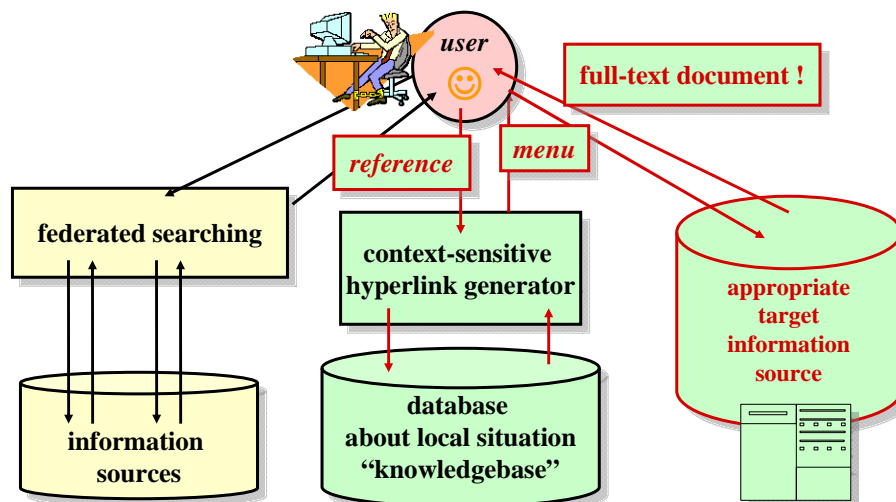 user
full-text document !
reference
menu
federated searching
context-sensitive
hyperlink generator
appropriate
target
information
source
information
sources
database
about local situation
“knowledgebase”